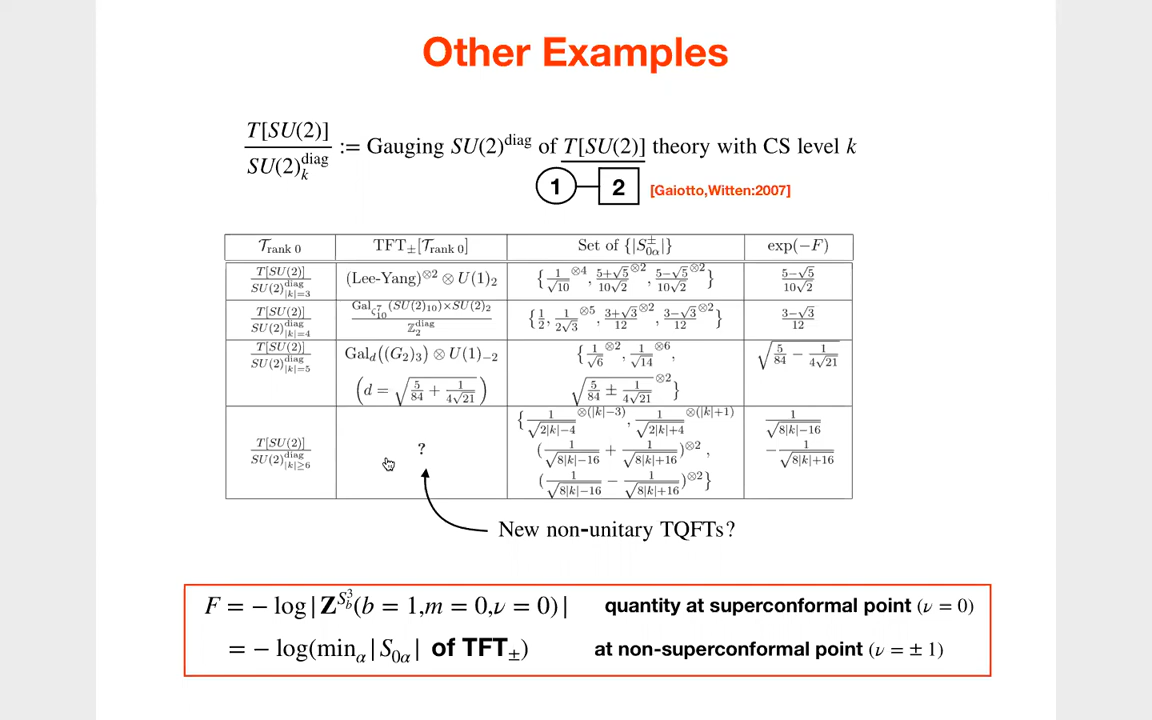 Other Examples
T[SU(2)] / SU(2)_k^diag := Gauging SU(2)^diag of T[SU(2)] theory with CS level k
1 2 [Gaiotto,Witten:2007]
𝒯_rank 0 | TFT_±[𝒯_rank 0] | Set of {|S_0α^±|} | exp(−F)
T[SU(2)] / SU(2)^diag_|k|=3 | (Lee-Yang)^⊗2 ⊗ U(1)_2 | {1/√10^⊗4, (5+√5)/(10√2)^⊗2, (5−√5)/(10√2)^⊗2} | (5−√5)/(10√2)
T[SU(2)] / SU(2)^diag_|k|=4 | Gal_ζ_10^7 (SU(2)_10)×SU(2)_2 / ℤ_2^diag | {1/2, 1/(2√3)^⊗5, (3+√3)/12^⊗2, (3−√3)/12^⊗2} | (3−√3)/12
T[SU(2)] / SU(2)^diag_|k|=5 | Gal_d((G_2)_3) ⊗ U(1)_−2 | {1/√6^⊗2, 1/√14^⊗6, | √(5/84 − 1/(4√21))
(d = √(5/84 + 1/(4√21))) | √(5/84 ± 1/(4√21))^⊗2}
T[SU(2)] / SU(2)^diag_|k|≥6 | ? | {1/√(2|k|−4)^⊗(|k|−3), 1/√(2|k|+4)^⊗(|k|+1) | 1/√(8|k|−16)
(1/√(8|k|−16) + 1/√(8|k|+16))^⊗2, | − 1/√(8|k|+16)
(1/√(8|k|−16) − 1/√(8|k|+16))^⊗2}
New non-unitary TQFTs?
F = − log|Z^{S_b^3}(b = 1,m = 0,ν = 0)| quantity at superconformal point (ν = 0)
= − log(min_α|S_0α| of TFT_±) at non-superconformal point (ν = ± 1)